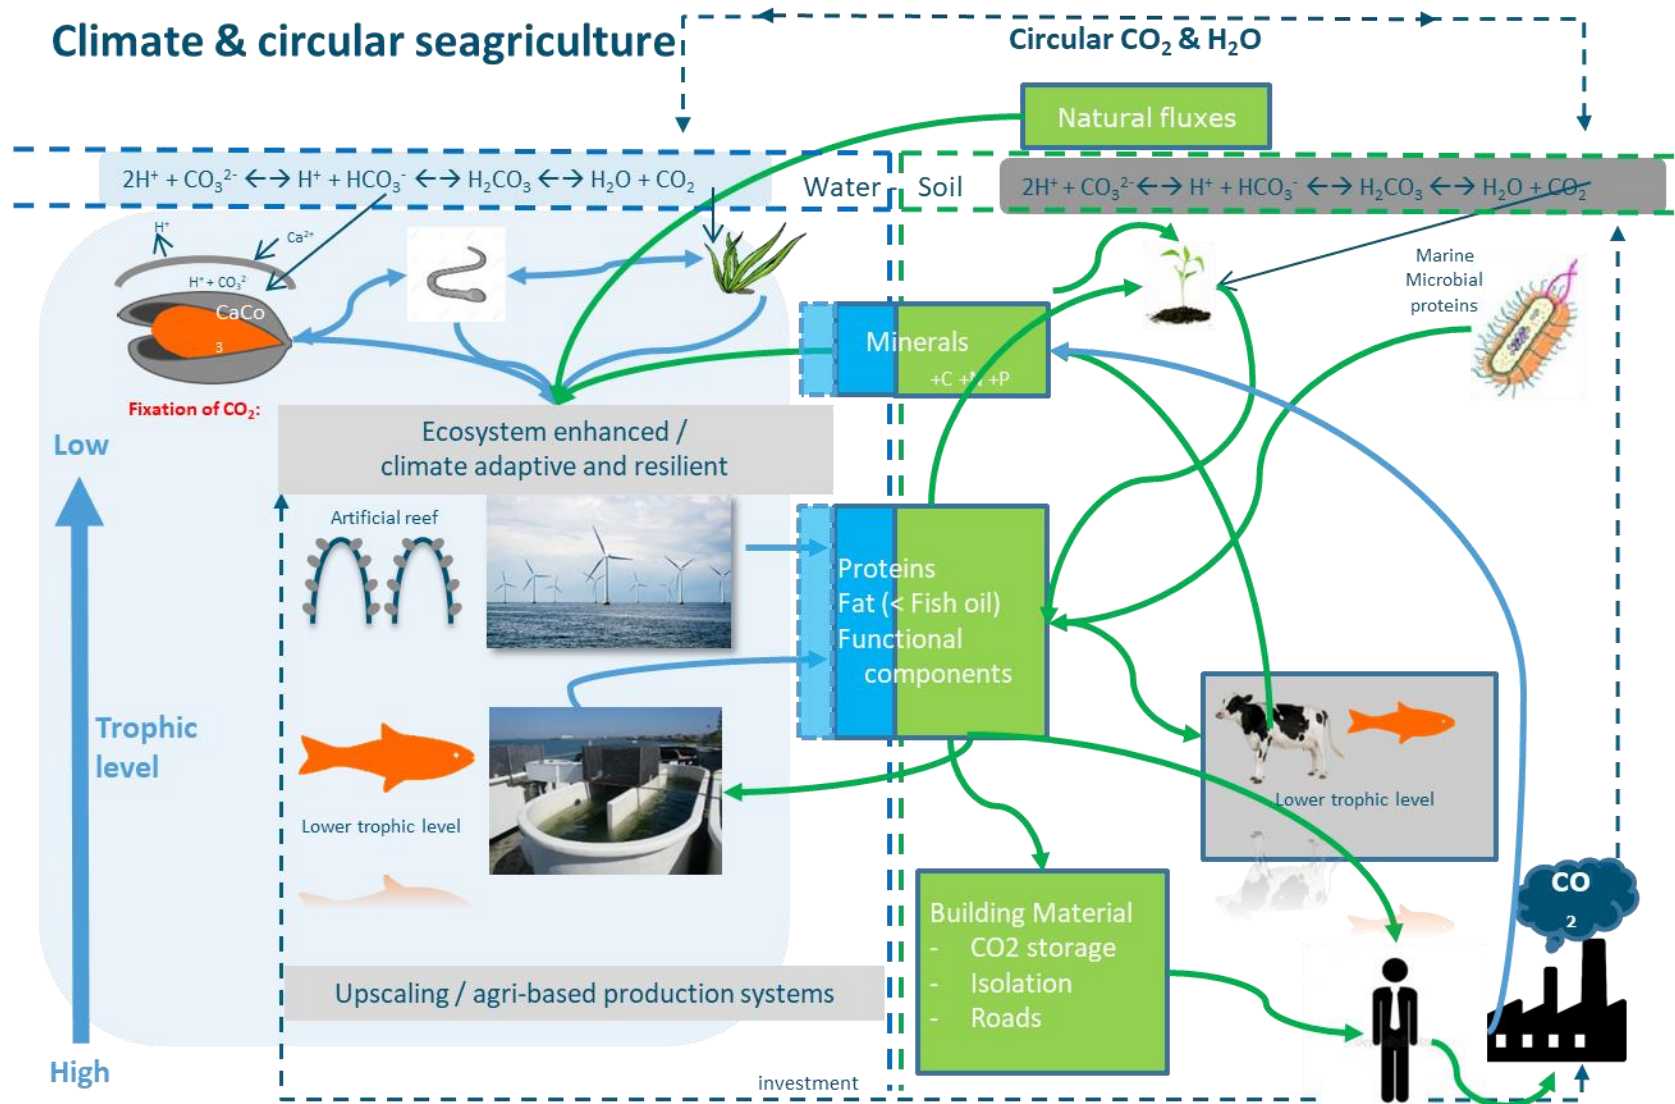 Climate & circular seagriculture
Circular CO₂ & H₂O
Natural fluxes
2H⁺ + CO₃²⁻ ←→ H⁺ + HCO₃⁻ ←→ H₂CO₃ ←→ H₂O + CO₂
Water - Soil
2H⁺ + CO₃²⁻ ←→ H⁺ + HCO₃⁻ ←→ H₂CO₃ ←→ H₂O + CO₂
H⁺
Ca²⁺
H⁺ + CO₃²⁻
CaCo
3
Marine
Microbial
proteins
Minerals
+C +N +P
Fixation of CO₂:
Low
Ecosystem enhanced /
climate adaptive and resilient
Artificial reef
Proteins
Fat (< Fish oil)
Functional
components
Trophic
level
Lower trophic level
Lower trophic level
CO
2
Building Material
- CO2 storage
- Isolation
- Roads
Upscaling / agri-based production systems
High
investment